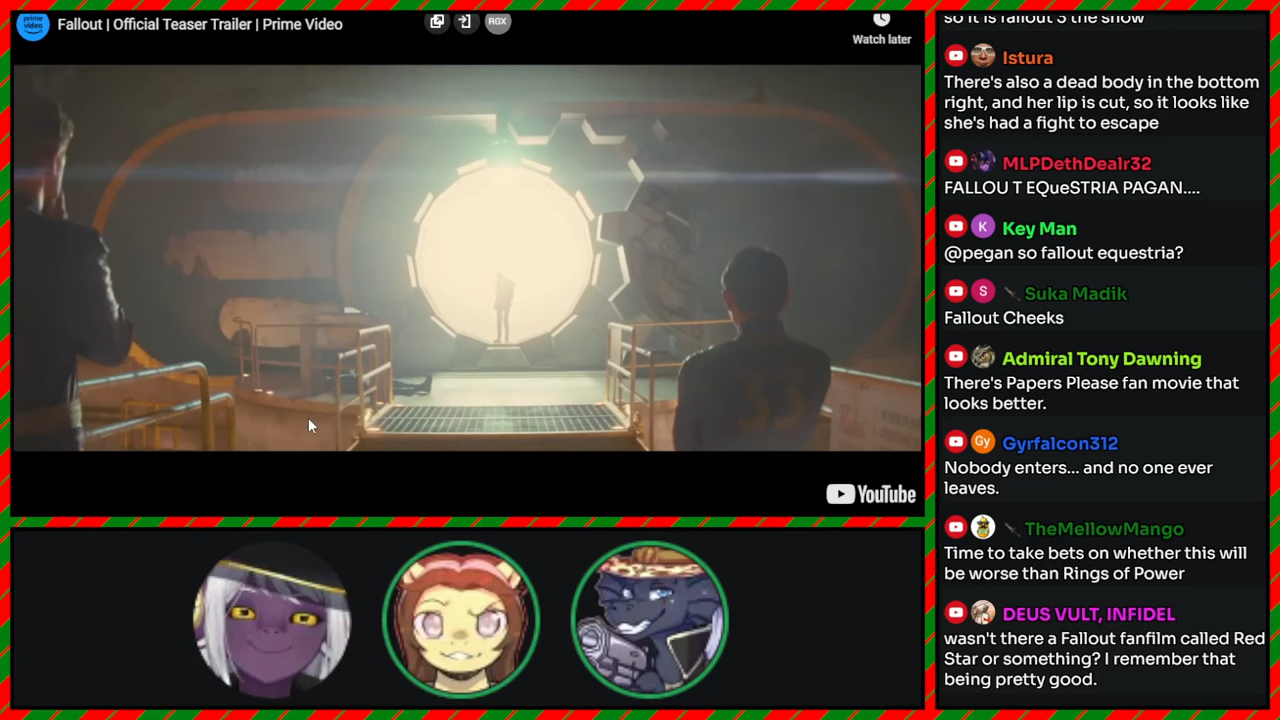 prime video
Fallout | Official Teaser Trailer | Prime Video
RGX
Watch later
33
YouTube
so it is fallout 3 the show
Istura
There's also a dead body in the bottom
right, and her lip is cut, so it looks like
she's had a fight to escape
MLPDethDealr32
FALLOU T EQueSTRIA PAGAN....
K
Key Man
@pegan so fallout equestria?
S
Suka Madik
Fallout Cheeks
Admiral Tony Dawning
There's Papers Please fan movie that
looks better.
Gy
Gyrfalcon312
Nobody enters... and no one ever
leaves.
TheMellowMango
Time to take bets on whether this will
be worse than Rings of Power
DEUS VULT, INFIDEL
wasn't there a Fallout fanfilm called Red
Star or something? I remember that
being pretty good.